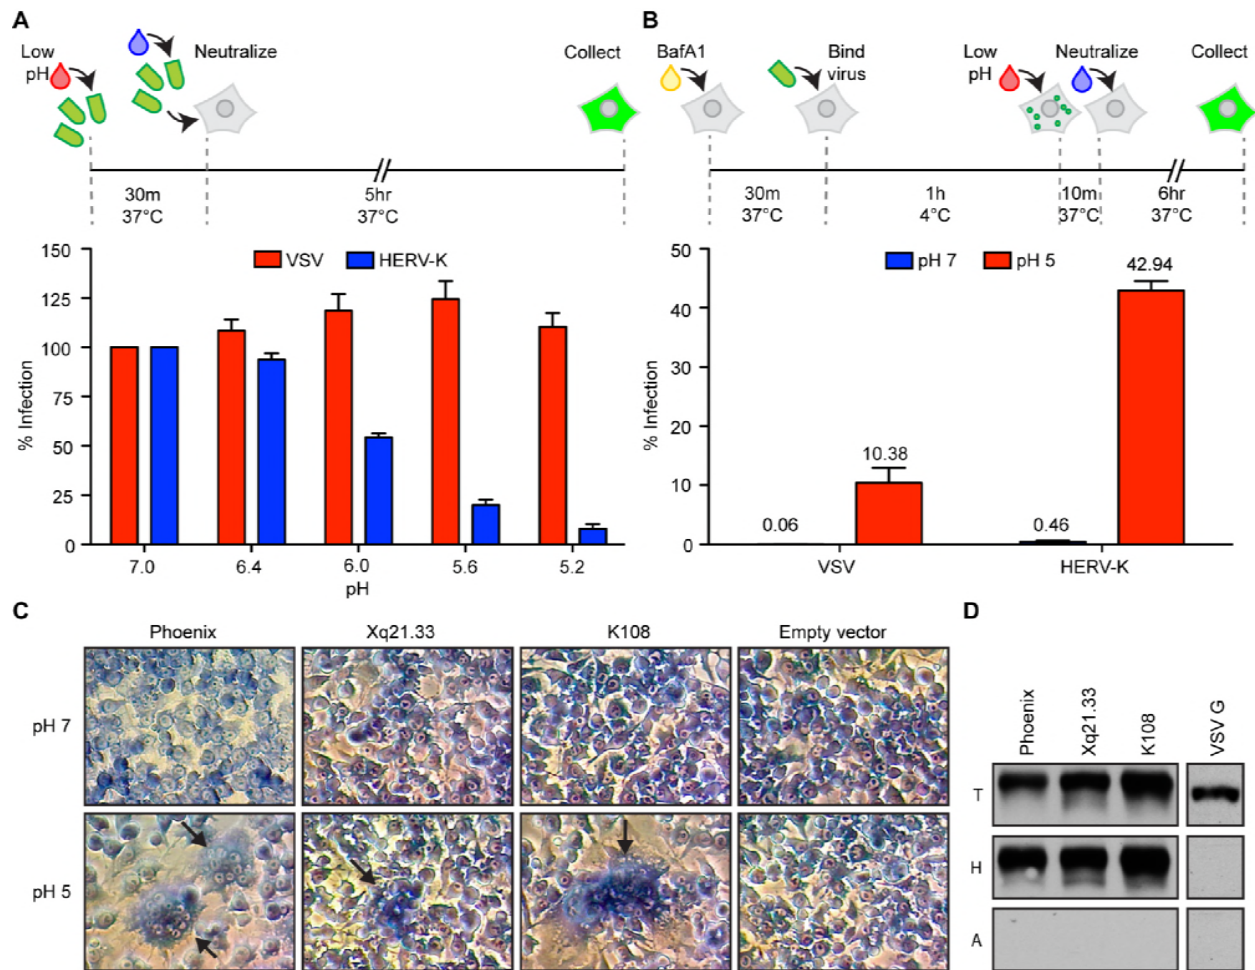 A
Low
pH
Neutralize
Collect
30m
37°C
5hr
37°C
150
125
100
75
50
25
0
% Infection
VSV
HERV-K
7.0
6.4
6.0
5.6
5.2
pH
B
BafA1
Bind
virus
Low
pH
Neutralize
Collect
30m
37°C
1h
4°C
10m
37°C
6hr
37°C
50
40
30
20
10
0
% Infection
pH 7
pH 5
0.06
10.38
0.46
42.94
VSV
HERV-K
C
Phoenix
Xq21.33
K108
Empty vector
pH 7
pH 5
D
Phoenix
Xq21.33
K108
VSV G
T
H
A